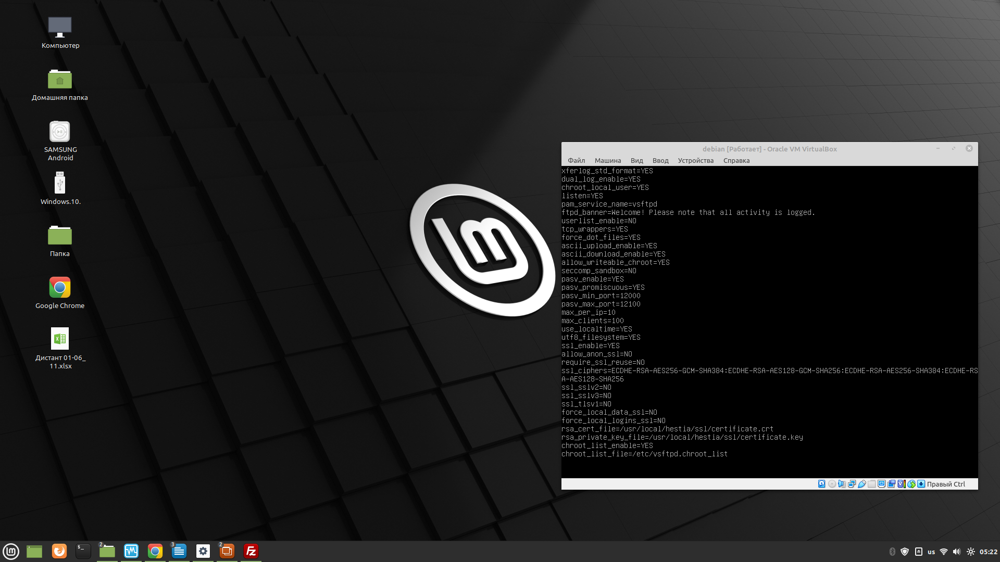 Компьютер
Домашняя папка
SAMSUNG
Android
Windows.10.
Папка
Google Chrome
Дистант 01-06_
11.xlsx
debian [Работает] - Oracle VM VirtualBox
Файл Машина Вид Ввод Устройства Справка
xferlog_std_format=YES
dual_log_enable=YES
chroot_local_user=YES
listen=YES
pam_service_name=vsftpd
ftpd_banner=Welcome! Please note that all activity is logged.
userlist_enable=NO
tcp_wrappers=YES
force_dot_files=YES
ascii_upload_enable=YES
ascii_download_enable=YES
allow_writeable_chroot=YES
seccomp_sandbox=NO
pasv_enable=YES
pasv_promiscuous=YES
pasv_min_port=12000
pasv_max_port=12100
max_per_ip=10
max_clients=100
use_localtime=YES
utf8_filesystem=YES
ssl_enable=YES
allow_anon_ssl=NO
require_ssl_reuse=NO
ssl_ciphers=ECDHE-RSA-AES256-GCM-SHA384:ECDHE-RSA-AES128-GCM-SHA256:ECDHE-RSA-AES256-SHA384:ECDHE-RS
A-AES128-SHA256
ssl_sslv2=NO
ssl_sslv3=NO
ssl_tlsv1=NO
force_local_data_ssl=NO
force_local_logins_ssl=NO
rsa_cert_file=/usr/local/hestia/ssl/certificate.crt
rsa_private_key_file=/usr/local/hestia/ssl/certificate.key
chroot_list_enable=YES
chroot_list_file=/etc/vsftpd.chroot_list
Правый Ctrl
2 3 2
us 05:22